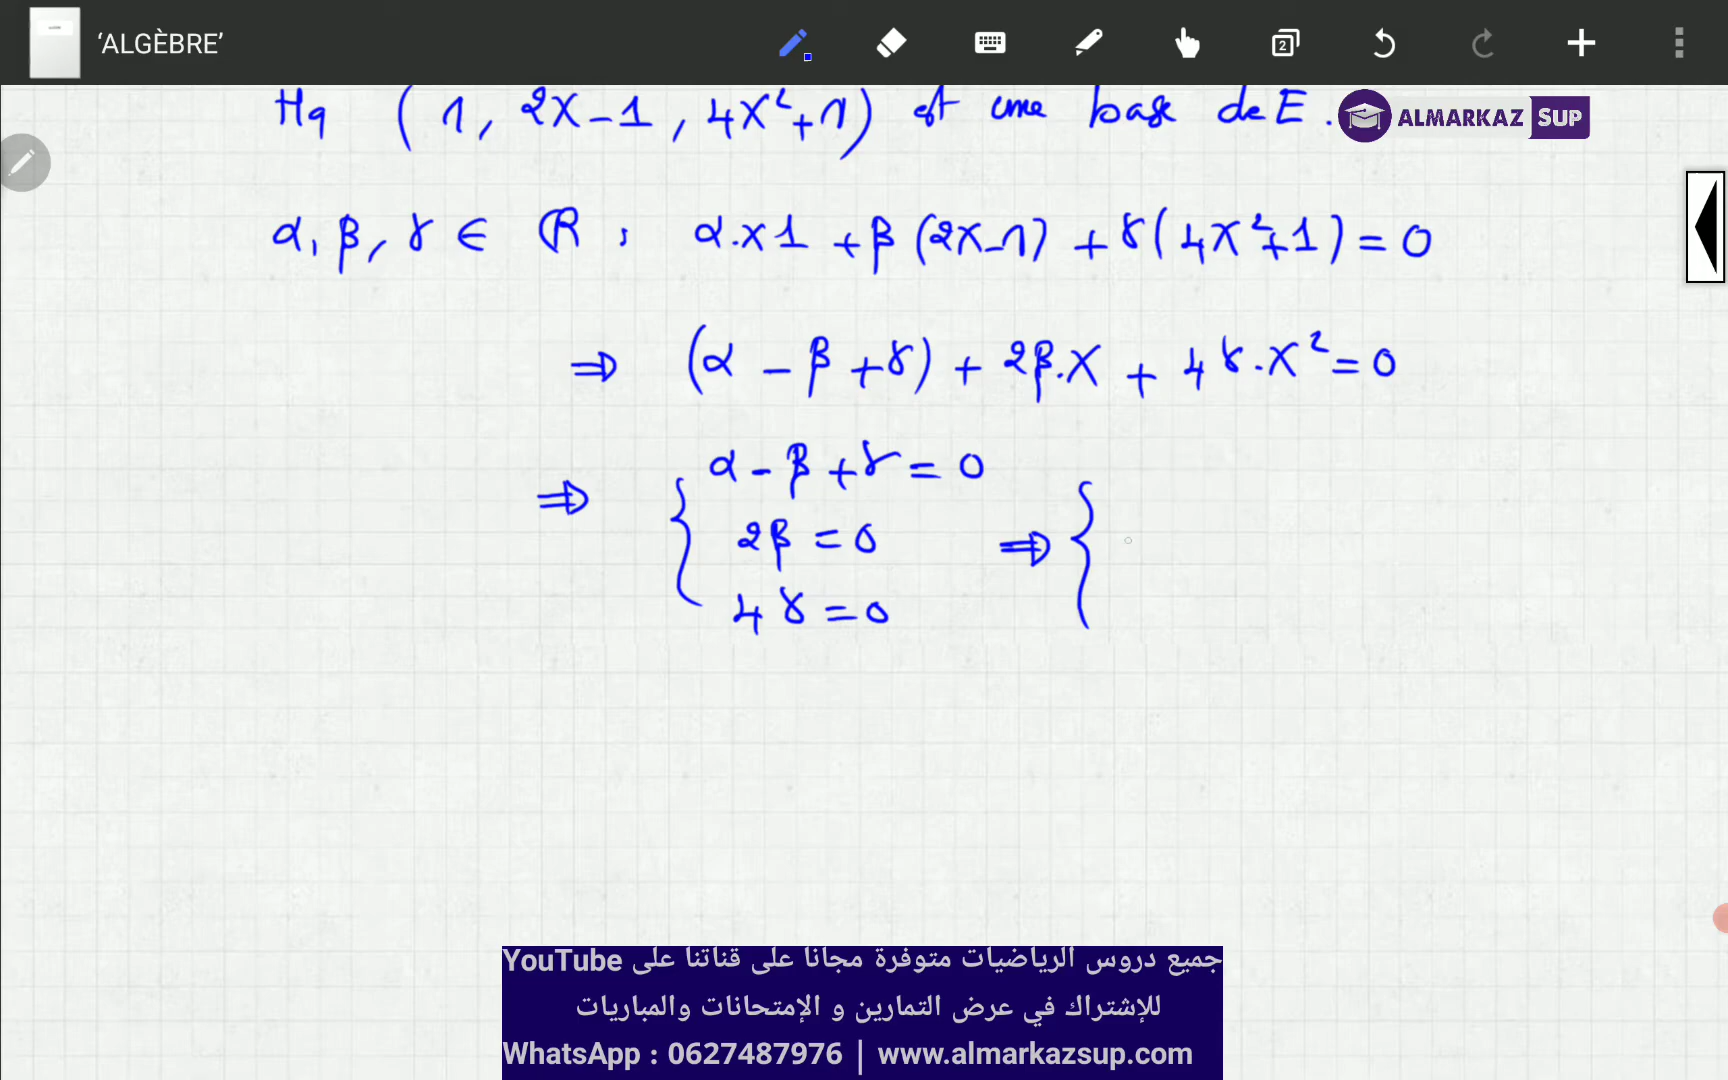 ‘ALGÈBRE’
2
Hq (1, 2X-1, 4X²+1) est une base de E.
ALMARKAZ SUP
α, β, γ ∈ ℝ : α.x1 + β(2X-1) + γ(4X²+1) = 0
⇒ (α - β + γ) + 2β.X + 4γ.X² = 0
⇒ { α - β + γ = 0
2β = 0 ⇒ {
4γ = 0
جميع دروس الرياضيات متوفرة مجانا على قناتنا على YouTube
للإشتراك في عرض التمارين و الإمتحانات والمباريات
WhatsApp : 0627487976 | www.almarkazsup.com